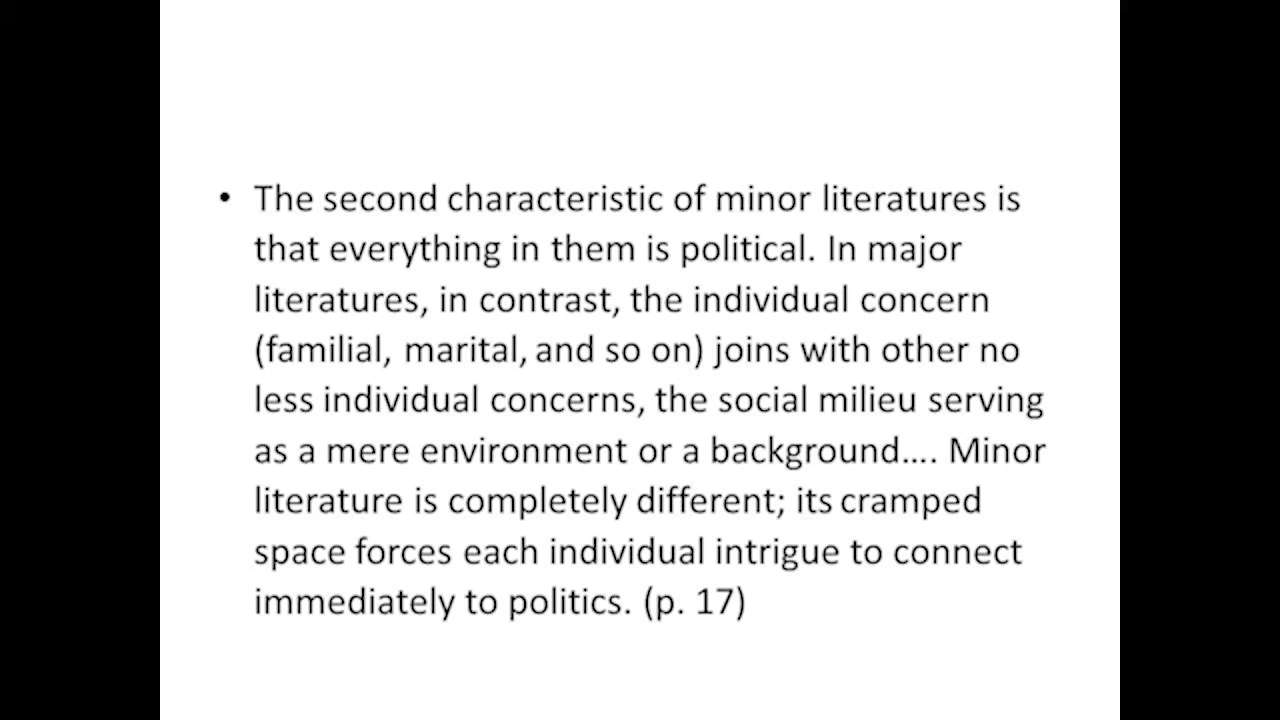 • The second characteristic of minor literatures is
that everything in them is political. In major
literatures, in contrast, the individual concern
(familial, marital, and so on) joins with other no
less individual concerns, the social milieu serving
as a mere environment or a background…. Minor
literature is completely different; its cramped
space forces each individual intrigue to connect
immediately to politics. (p. 17)